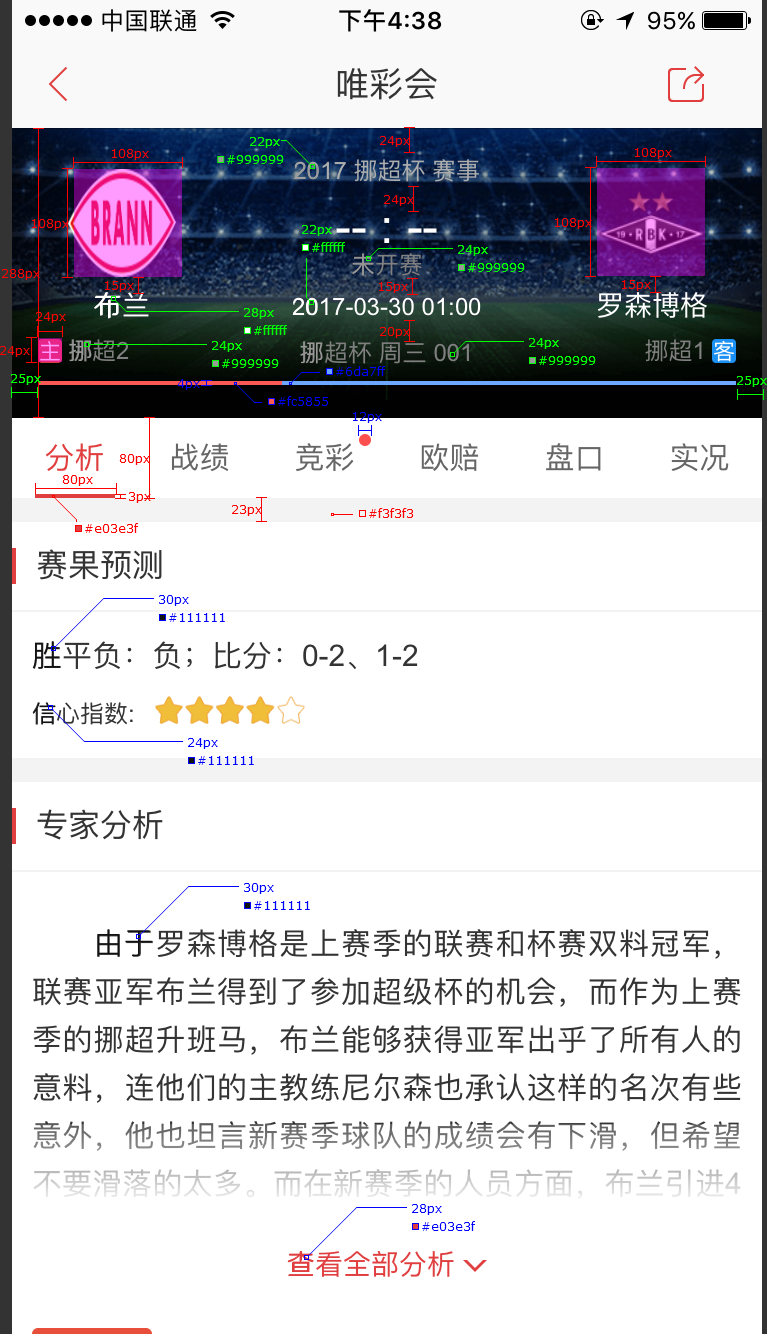 中国联通 下午4:38 95%
唯彩会
22px #999999 24px
108px 108px
2017 挪超杯 赛事
24px
BRANN 19 RBK 17
108px 22px #ffffff -- : -- 108px
24px #999999
未开赛
288px 15px 15px 15px
布兰 2017-03-30 01:00 罗森博格
28px #ffffff
24px 20px
24px 主 挪超2 24px #999999 挪超杯 周三 001 24px #999999 挪超1 客
25px 4px #6da7ff 25px
#fc5855
12px
分析 战绩 竞彩 欧赔 盘口 实况
80px
80px 3px
23px #f3f3f3
#e03e3f
赛果预测
30px
#111111
胜平负：负；比分：0-2、1-2
信心指数:
24px
#111111
专家分析
30px
#111111
由于罗森博格是上赛季的联赛和杯赛双料冠军，
联赛亚军布兰得到了参加超级杯的机会，而作为上赛
季的挪超升班马，布兰能够获得亚军出乎了所有人的
意料，连他们的主教练尼尔森也承认这样的名次有些
意外，他也坦言新赛季球队的成绩会有下滑，但希望
不要滑落的太多。而在新赛季的人员方面，布兰引进4
28px
#e03e3f
查看全部分析